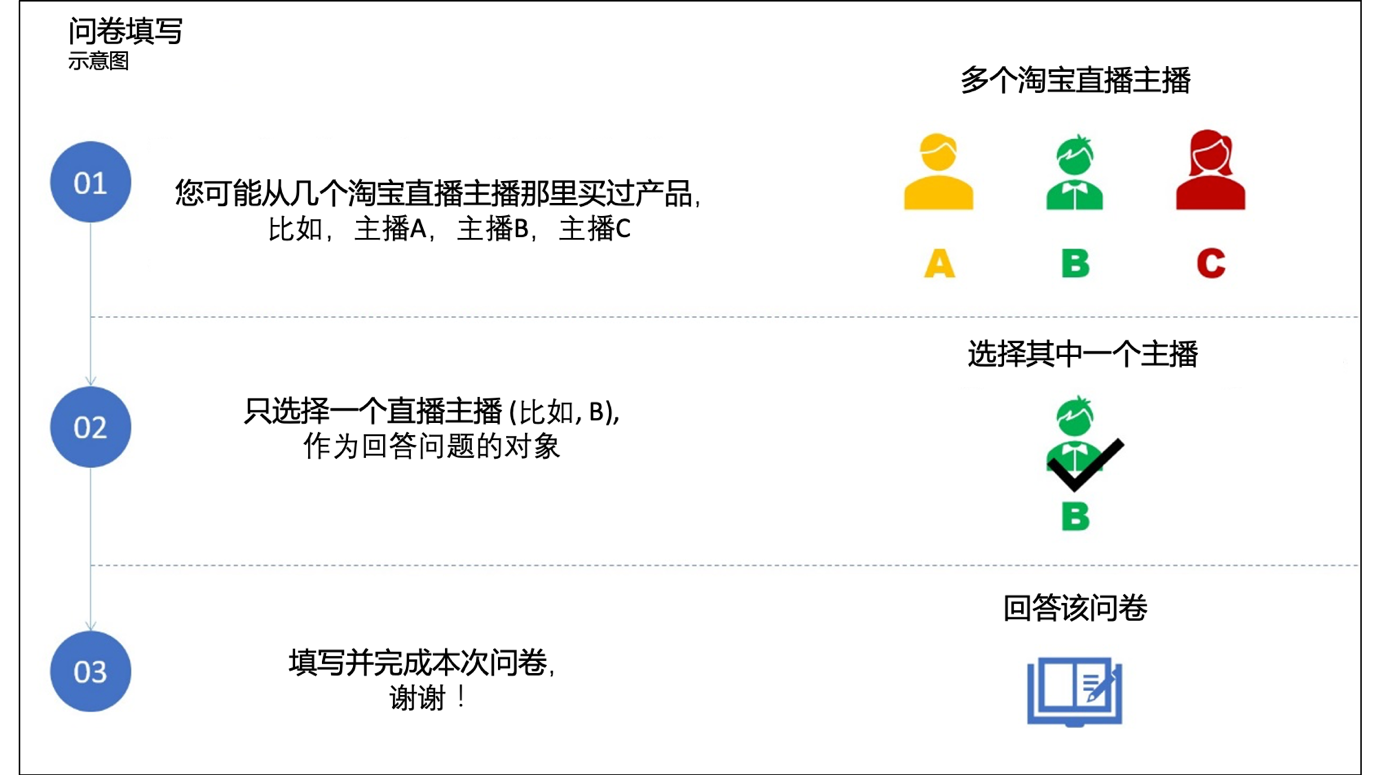 问卷填写
示意图
多个淘宝直播主播
01
您可能从几个淘宝直播主播那里买过产品，
比如，主播A，主播B，主播C
A B C
选择其中一个主播
02
只选择一个直播主播 (比如, B),
作为回答问题的对象
B
回答该问卷
03
填写并完成本次问卷，
谢谢！